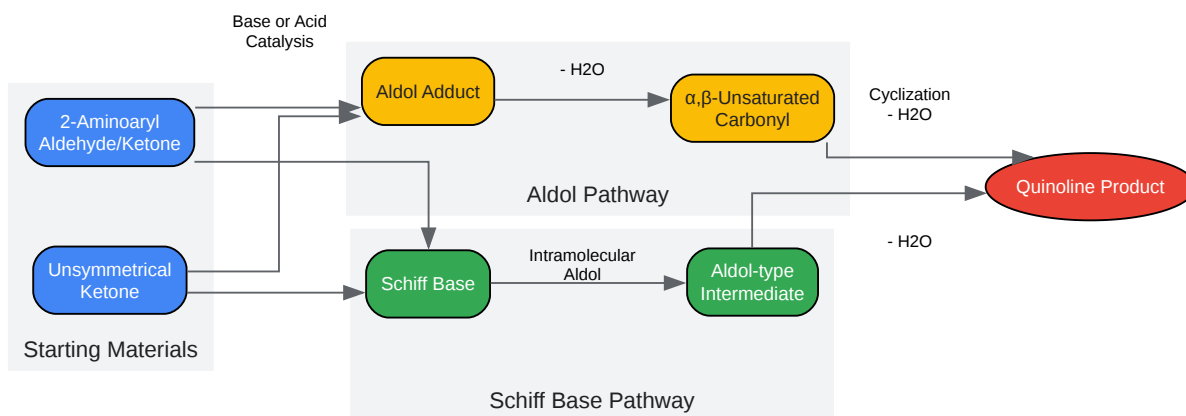 Base or Acid
Catalysis
Aldol Adduct
- H2O
α,β-Unsaturated
Carbonyl
Cyclization
- H2O
2-Aminoaryl
Aldehyde/Ketone
Aldol Pathway
Quinoline Product
Unsymmetrical
Ketone
Schiff Base
Intramolecular
Aldol
Aldol-type
Intermediate
- H2O
Starting Materials
Schiff Base Pathway